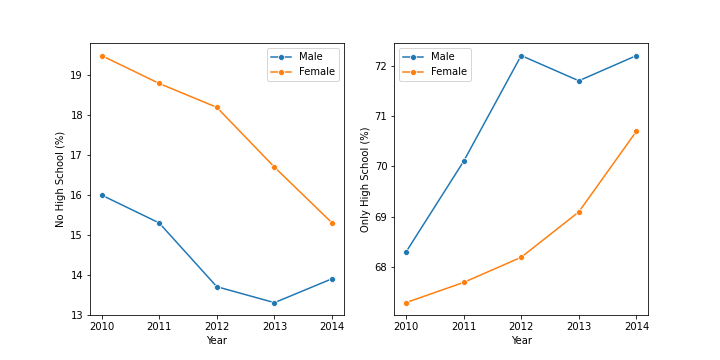 No High School (%)
19
18
17
16
15
14
13
2010 2011 2012 2013 2014
Year
Male
Female
Only High School (%)
72
71
70
69
68
2010 2011 2012 2013 2014
Year
Male
Female